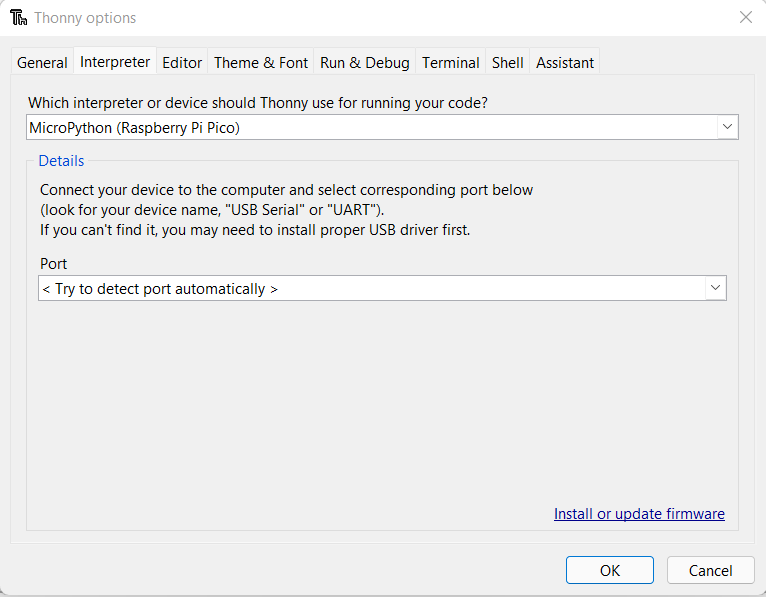 Thonny options
General Interpreter Editor Theme & Font Run & Debug Terminal Shell Assistant
Which interpreter or device should Thonny use for running your code?
MicroPython (Raspberry Pi Pico)
Details
Connect your device to the computer and select corresponding port below
(look for your device name, "USB Serial" or "UART").
If you can't find it, you may need to install proper USB driver first.
Port
< Try to detect port automatically >
Install or update firmware
OK Cancel